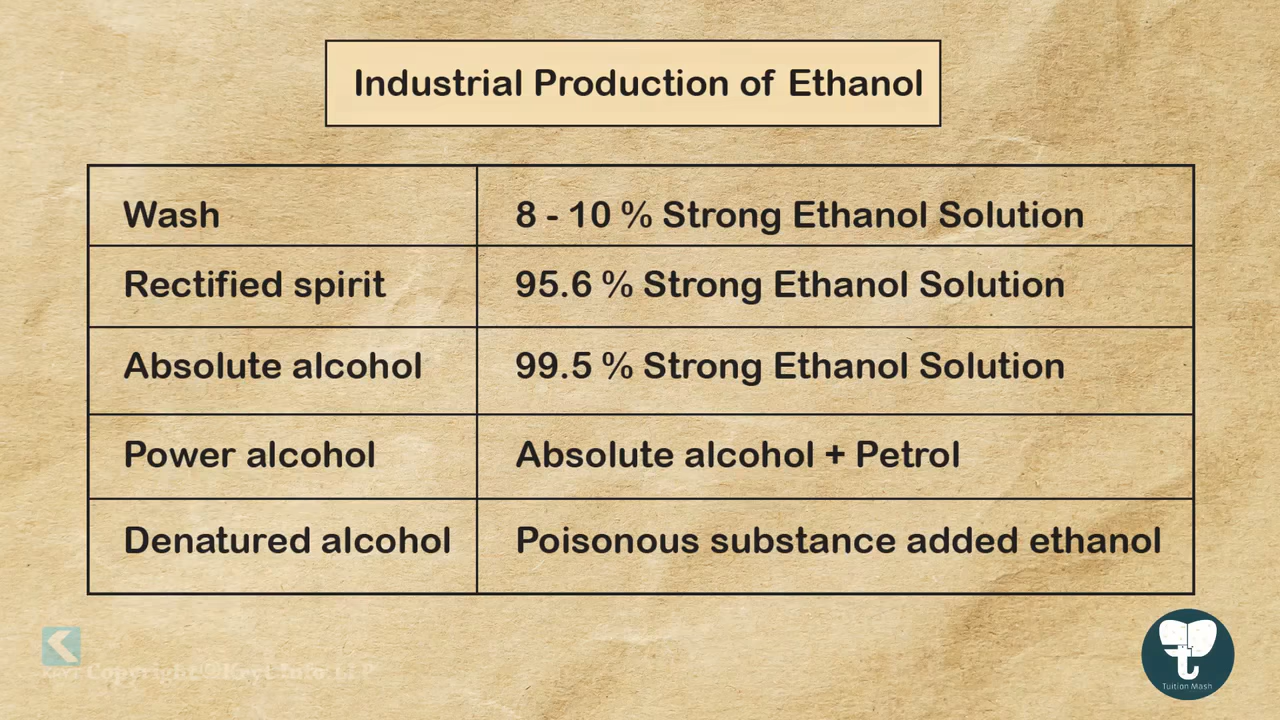 Industrial Production of Ethanol
Wash 8 - 10 % Strong Ethanol Solution
Rectified spirit 95.6 % Strong Ethanol Solution
Absolute alcohol 99.5 % Strong Ethanol Solution
Power alcohol Absolute alcohol + Petrol
Denatured alcohol Poisonous substance added ethanol
Copyright
Tuition Mash